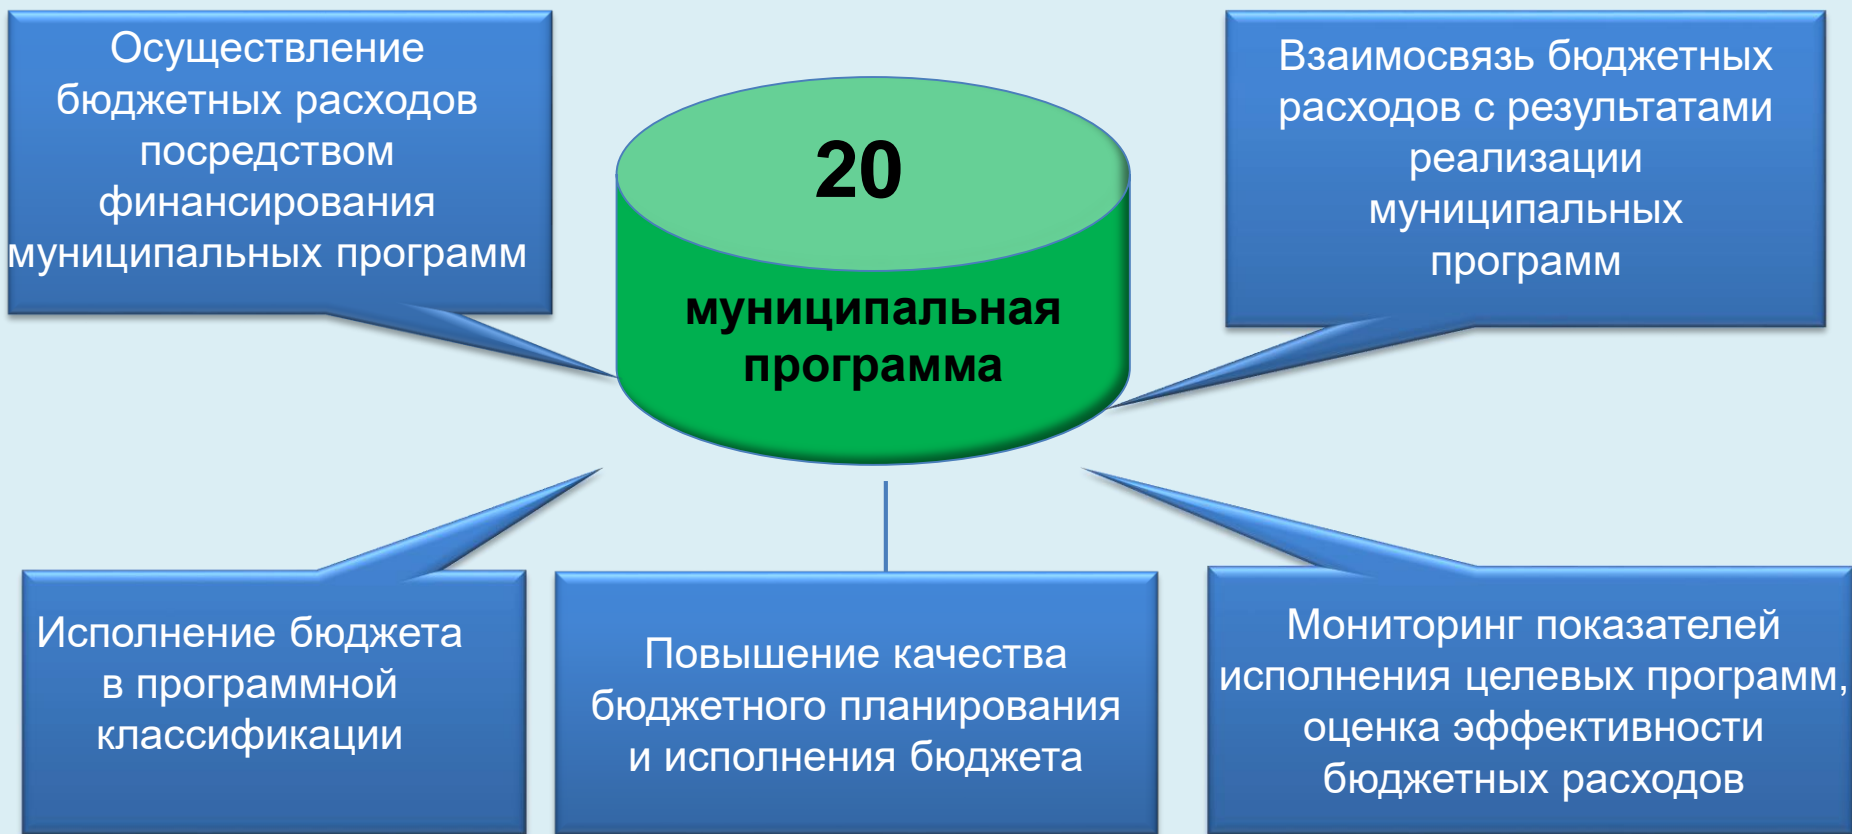 Осуществление
бюджетных расходов
посредством
финансирования
муниципальных программ
20
муниципальная
программа
Взаимосвязь бюджетных
расходов с результатами
реализации
муниципальных
программ
Исполнение бюджета
в программной
классификации
Повышение качества
бюджетного планирования
и исполнения бюджета
Мониторинг показателей
исполнения целевых программ,
оценка эффективности
бюджетных расходов